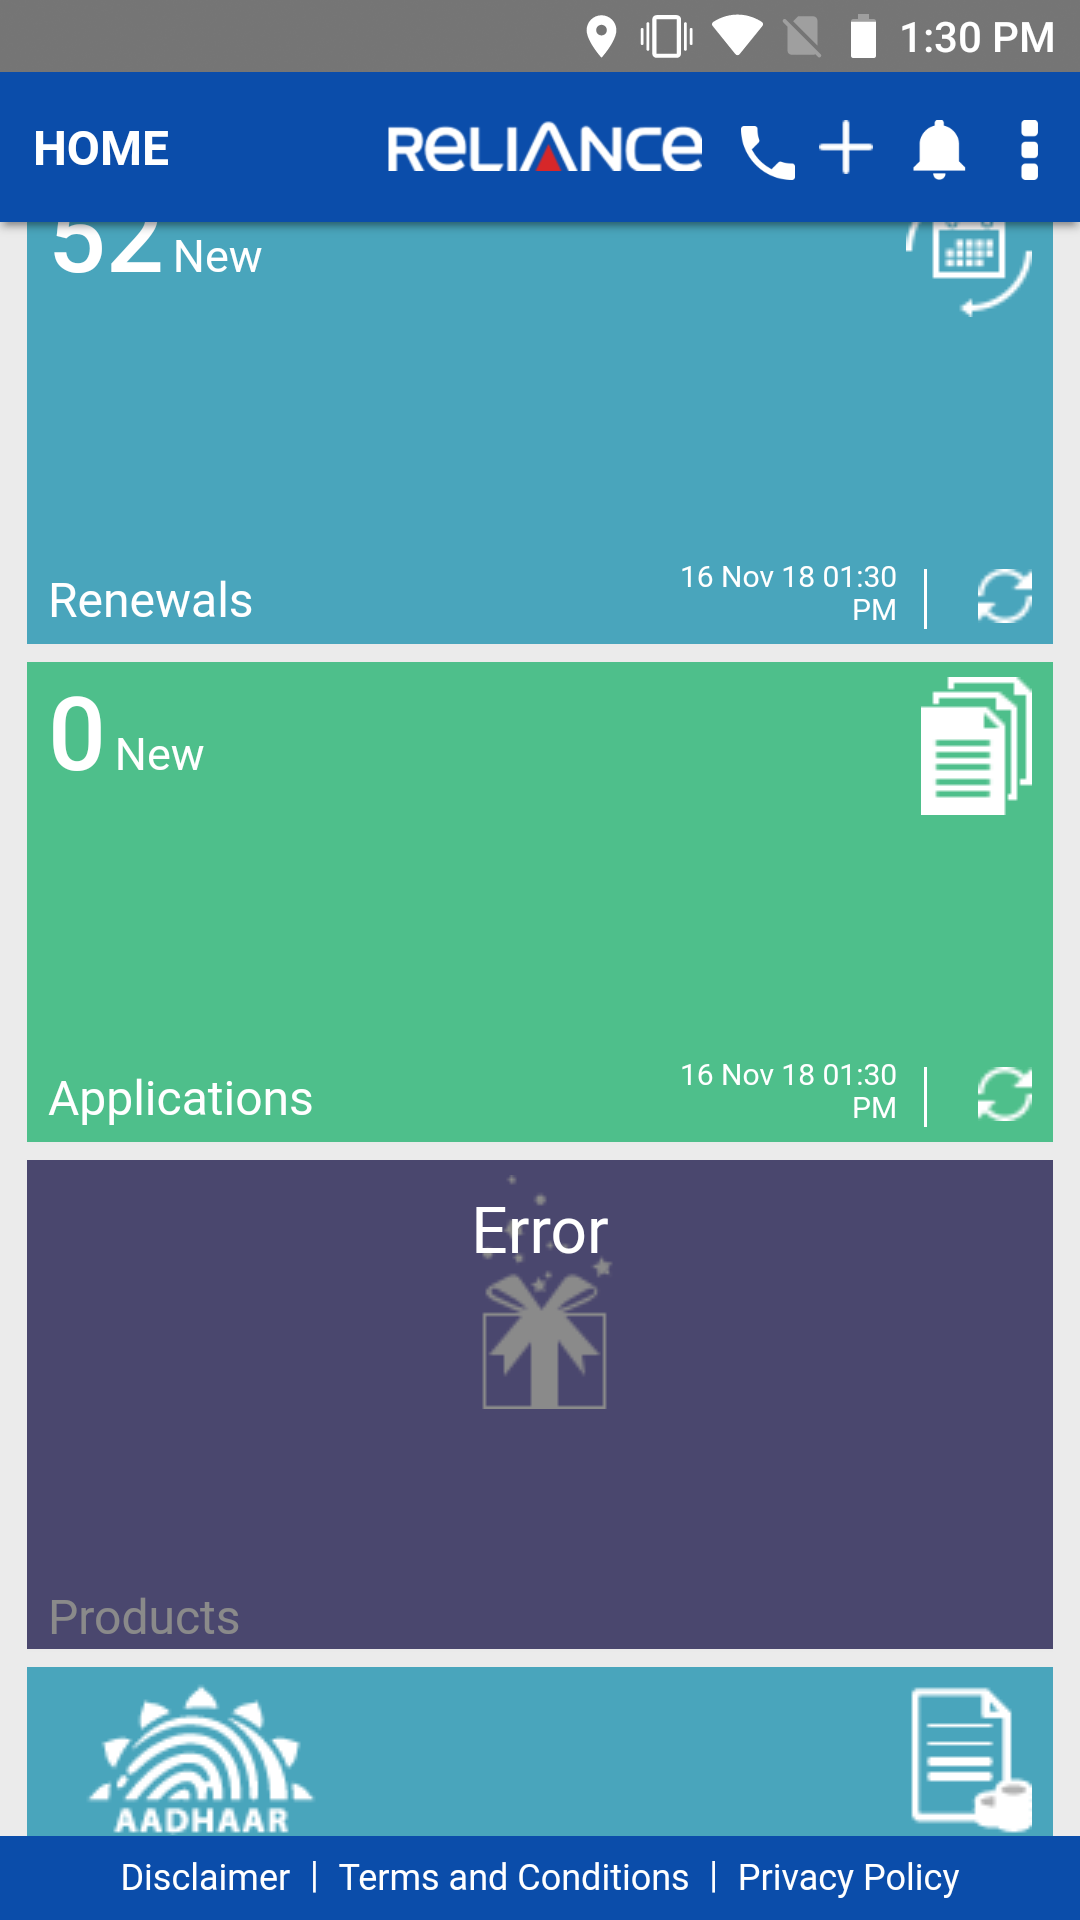 1:30 PM
HOME
RELIANCE
52 New
Renewals
16 Nov 18 01:30
PM
0 New
Applications
16 Nov 18 01:30
PM
Error
Products
AADHAAR
Disclaimer | Terms and Conditions | Privacy Policy